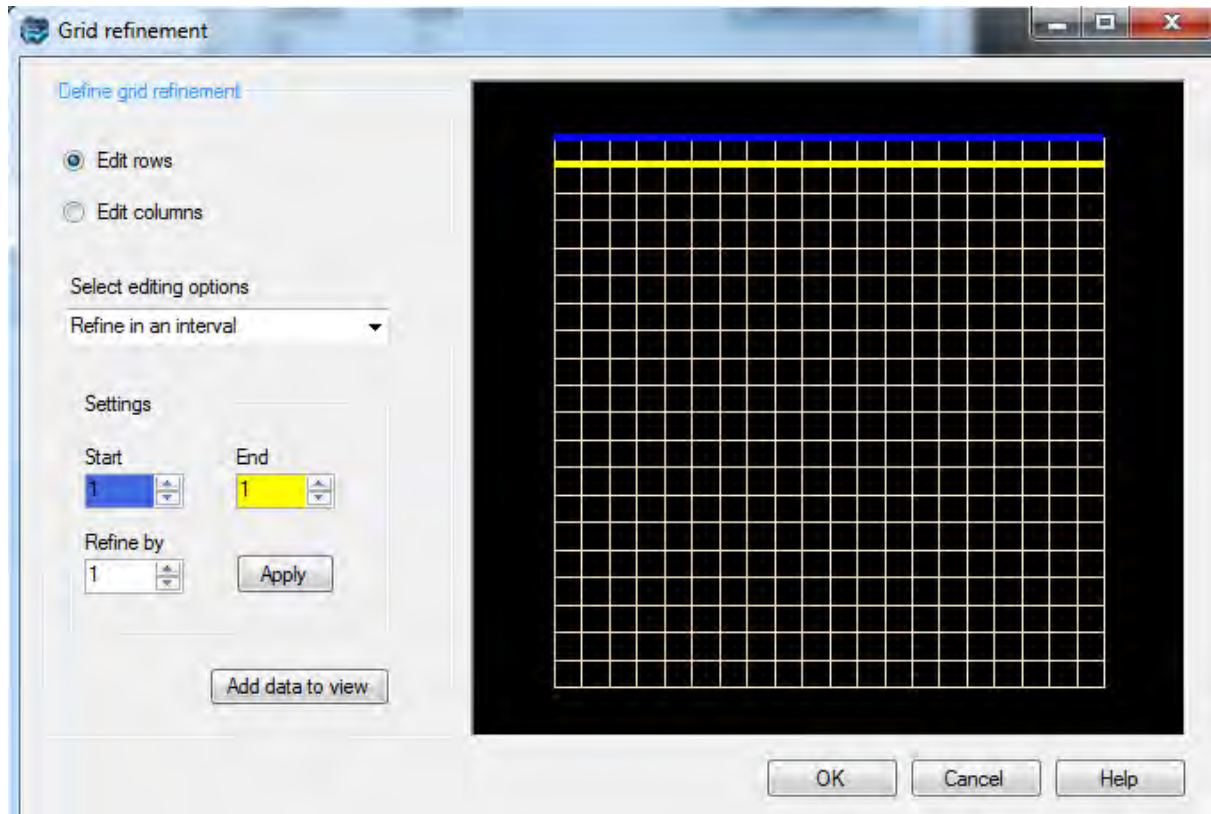 Grid refinement
Define grid refinement
Edit rows
Edit columns
Select editing options
Refine in an interval
Settings
Start End
1 1
Refine by
1 Apply
Add data to view
OK Cancel Help